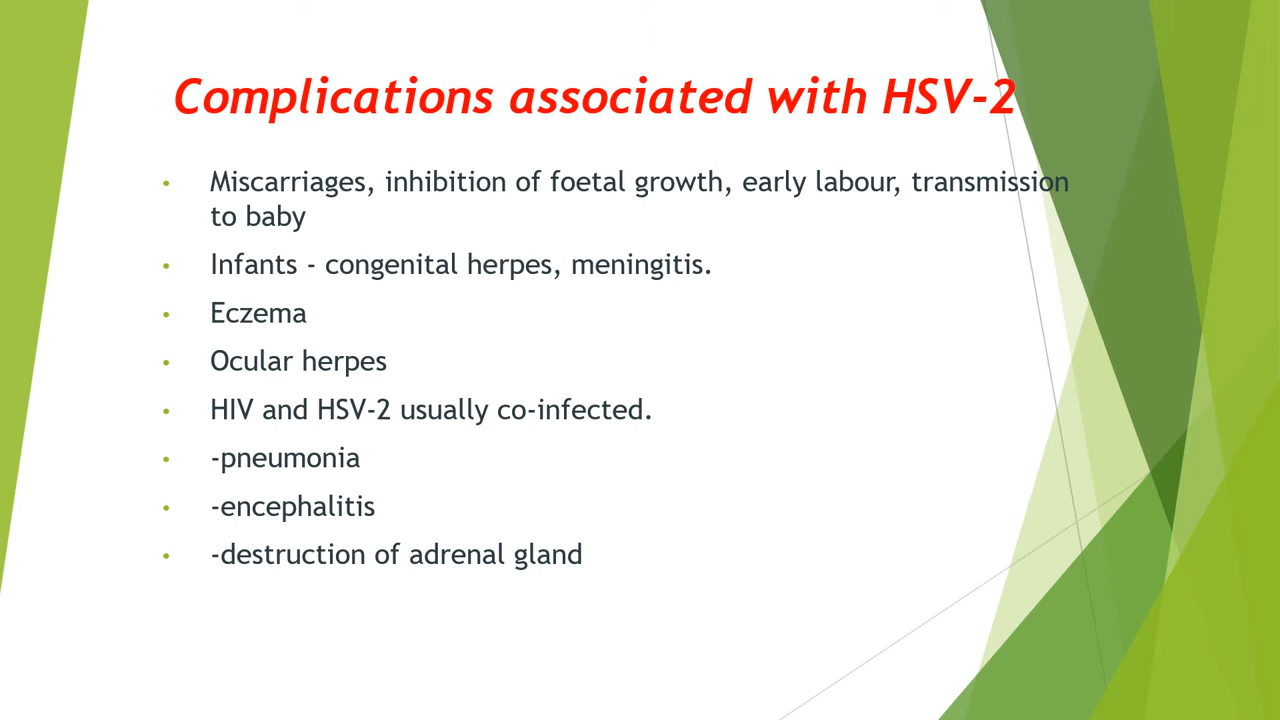 Complications associated with HSV-2
• Miscarriages, inhibition of foetal growth, early labour, transmission
to baby
• Infants - congenital herpes, meningitis.
• Eczema
• Ocular herpes
• HIV and HSV-2 usually co-infected.
• -pneumonia
• -encephalitis
• -destruction of adrenal gland